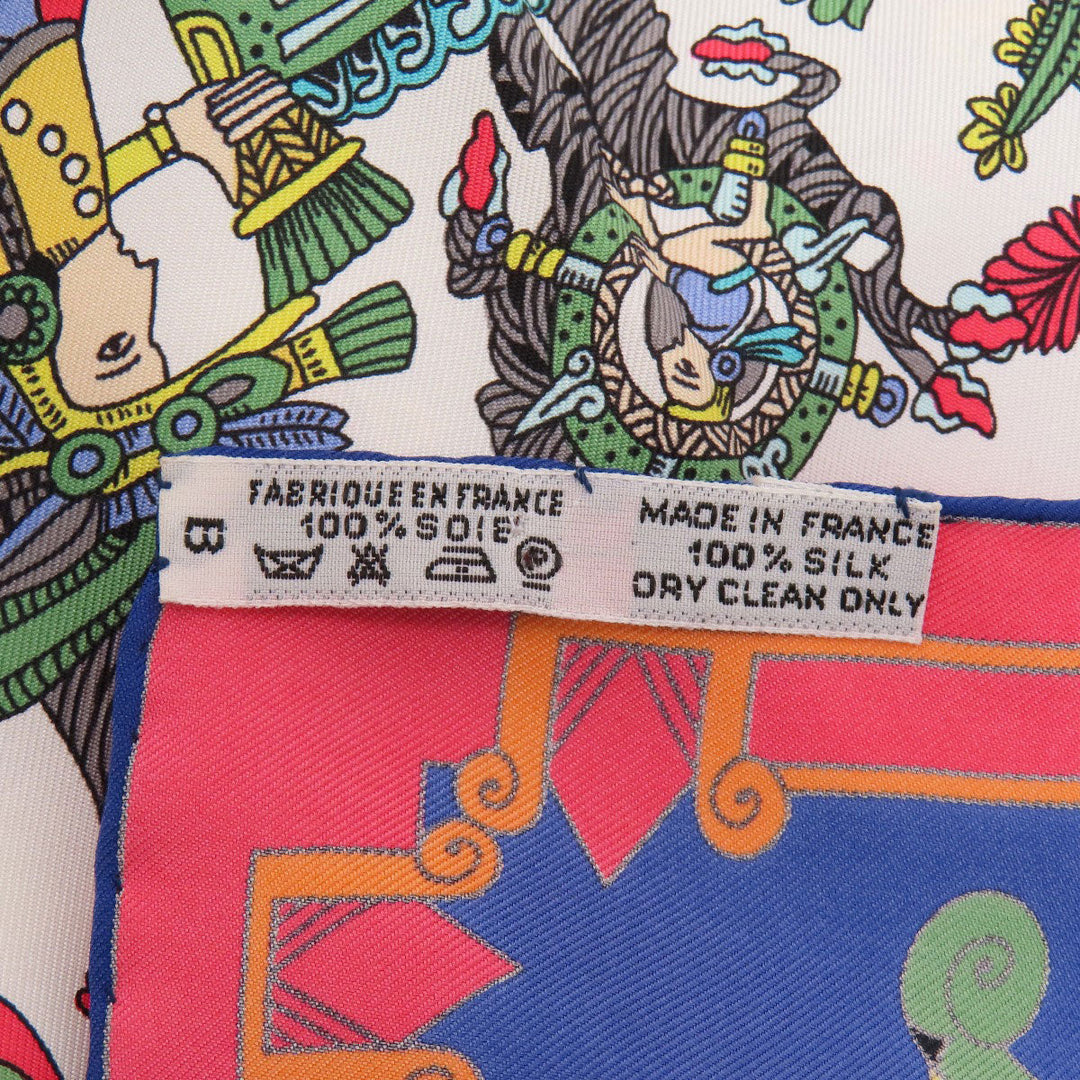 B
FABRIQUE EN FRANCE
100% SOIE
MADE IN FRANCE
100% SILK
DRY CLEAN ONLY